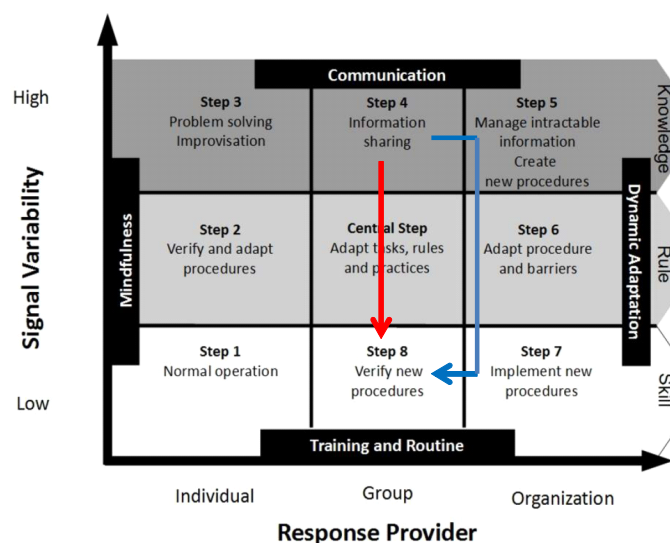 Communication
High
Step 3
Problem solving
Improvisation
Step 4
Information
sharing
Step 5
Manage intractable
information
Create
new procedures
Knowledge
Signal Variability
Mindfulness
Step 2
Verify and adapt
procedures
Central Step
Adapt tasks, rules
and practices
Step 6
Adapt procedure
and barriers
Dynamic Adaptation
Rule
Step 1
Normal operation
Step 8
Verify new
procedures
Step 7
Implement new
procedures
Skill
Low
Training and Routine
Individual
Group
Organization
Response Provider